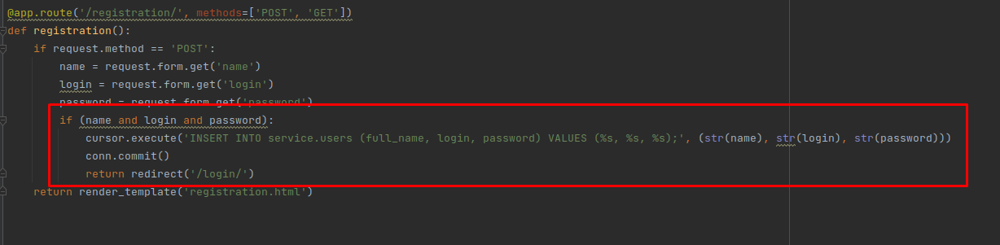 @app.route('/registration/', methods=['POST', 'GET'])
def registration():
    if request.method == 'POST':
        name = request.form.get('name')
        login = request.form.get('login')
        password = request.form.get('password')
        if (name and login and password):
            cursor.execute('INSERT INTO service.users (full_name, login, password) VALUES (%s, %s, %s);', (str(name), str(login), str(password)))
            conn.commit()
            return redirect('/login/')
    return render_template('registration.html')